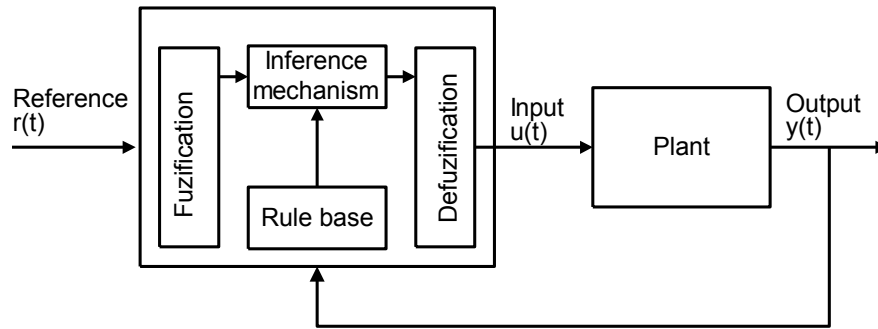 Reference
r(t)
Fuzification
Inference
mechanism
Rule base
Defuzification
Input
u(t)
Plant
Output
y(t)